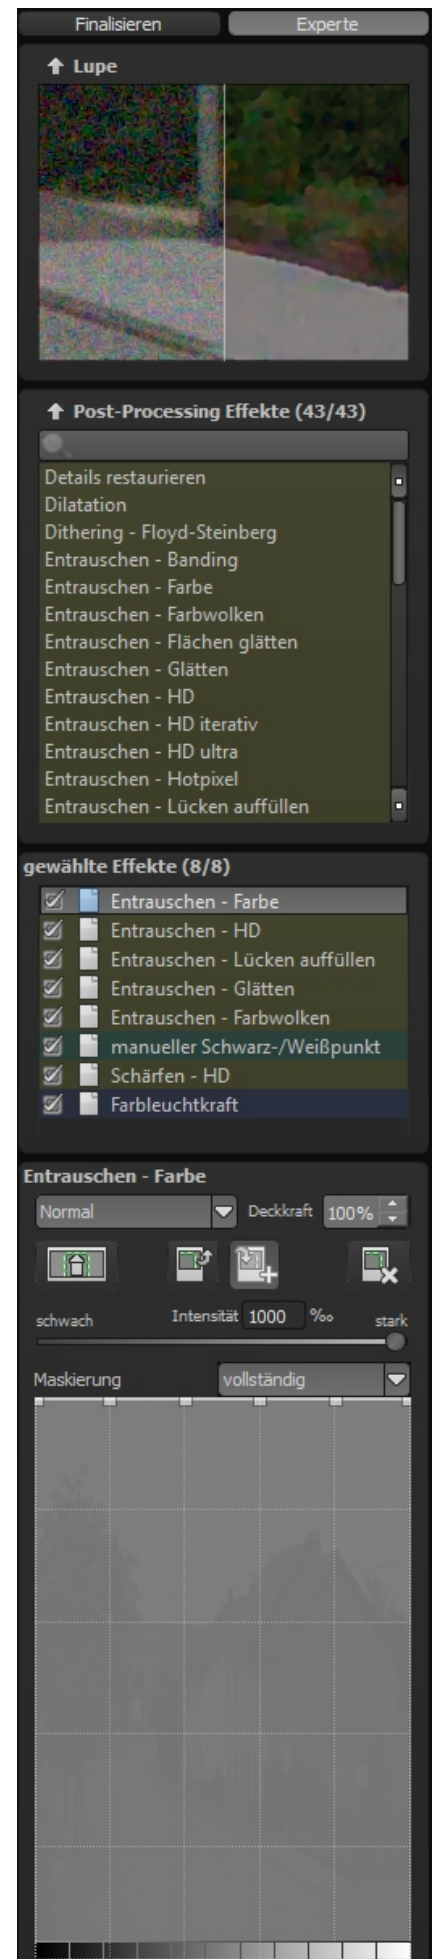 Finalisieren Experte
Lupe
Post-Processing Effekte (43/43)
Details restaurieren
Dilatation
Dithering - Floyd-Steinberg
Entrauschen - Banding
Entrauschen - Farbe
Entrauschen - Farbwolken
Entrauschen - Flächen glätten
Entrauschen - Glätten
Entrauschen - HD
Entrauschen - HD iterativ
Entrauschen - HD ultra
Entrauschen - Hotpixel
Entrauschen - Lücken auffüllen
gewählte Effekte (8/8)
Entrauschen - Farbe
Entrauschen - HD
Entrauschen - Lücken auffüllen
Entrauschen - Glätten
Entrauschen - Farbwolken
manueller Schwarz-/Weißpunkt
Schärfen - HD
Farbleuchtkraft
Entrauschen - Farbe
Normal Deckkraft 100%
schwach Intensität 1000 ‰ stark
Maskierung vollständig